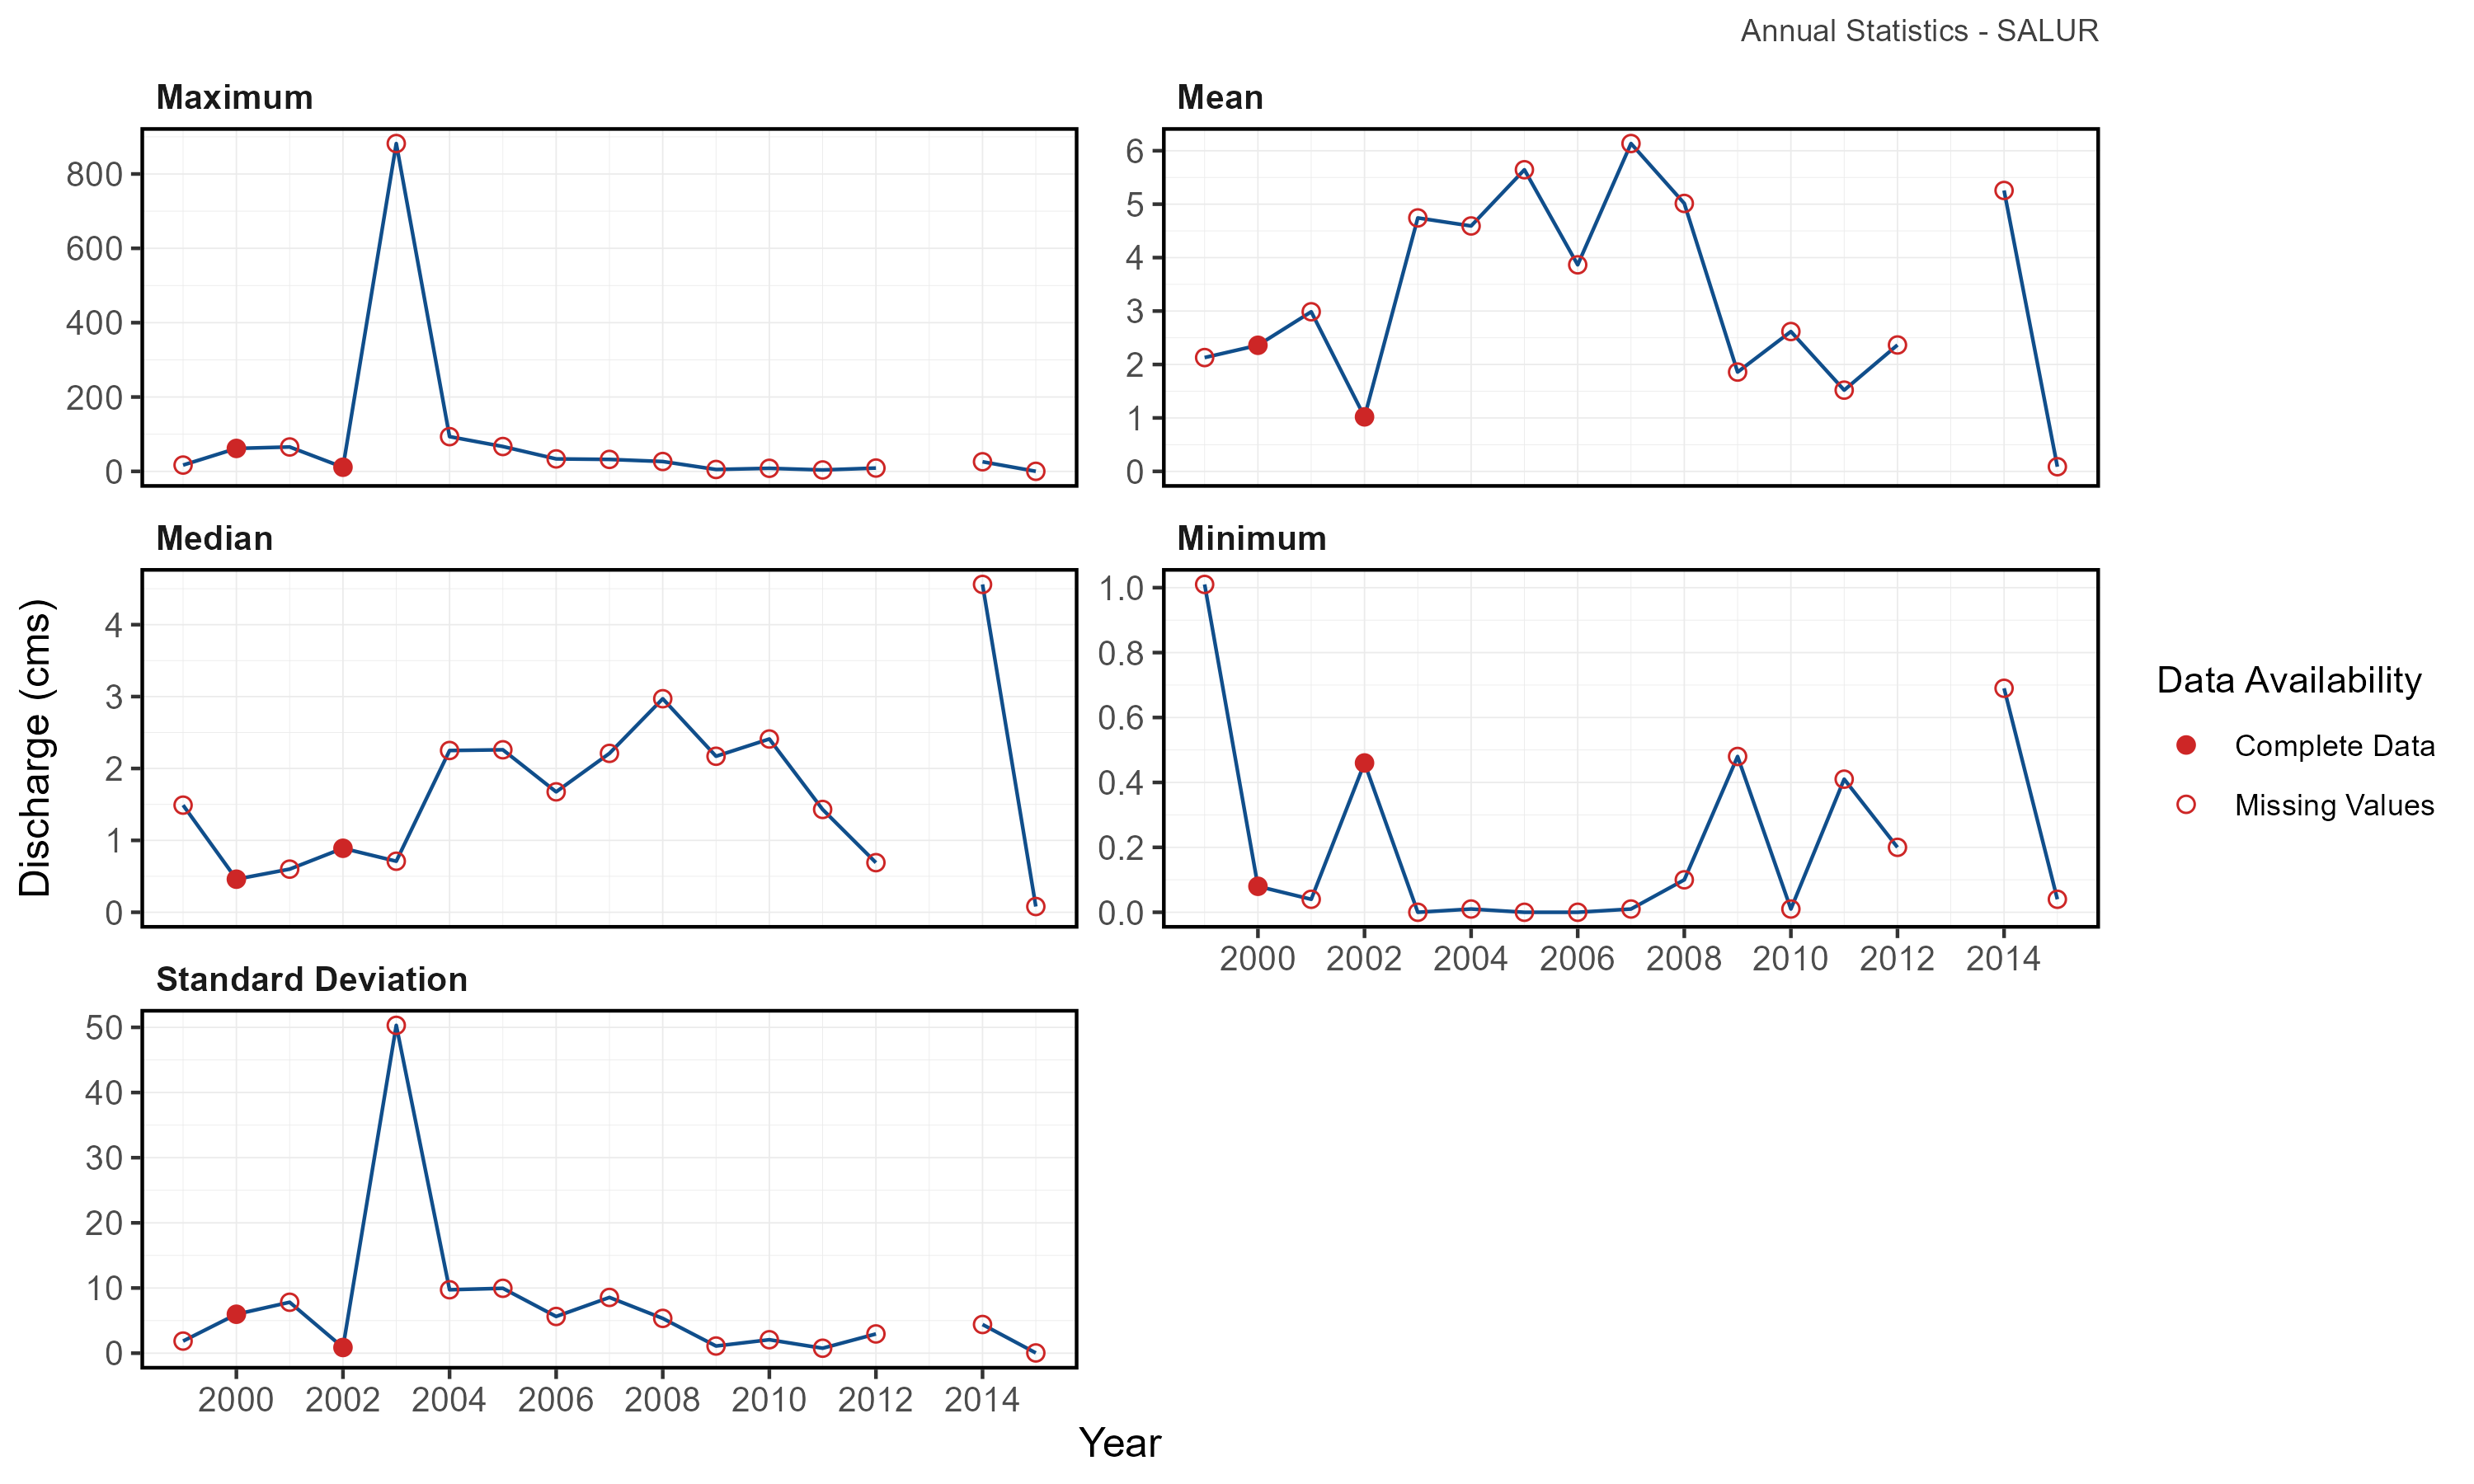 Annual Statistics - SALUR
Maximum
800
600
400
200
0
Mean
6
5
4
3
2
1
0
Discharge (cms)
Median
4
3
2
1
0
Minimum
1.0
0.8
0.6
0.4
0.2
0.0
2000 2002 2004 2006 2008 2010 2012 2014
Data Availability
Complete Data
Missing Values
Standard Deviation
50
40
30
20
10
0
2000 2002 2004 2006 2008 2010 2012 2014
Year